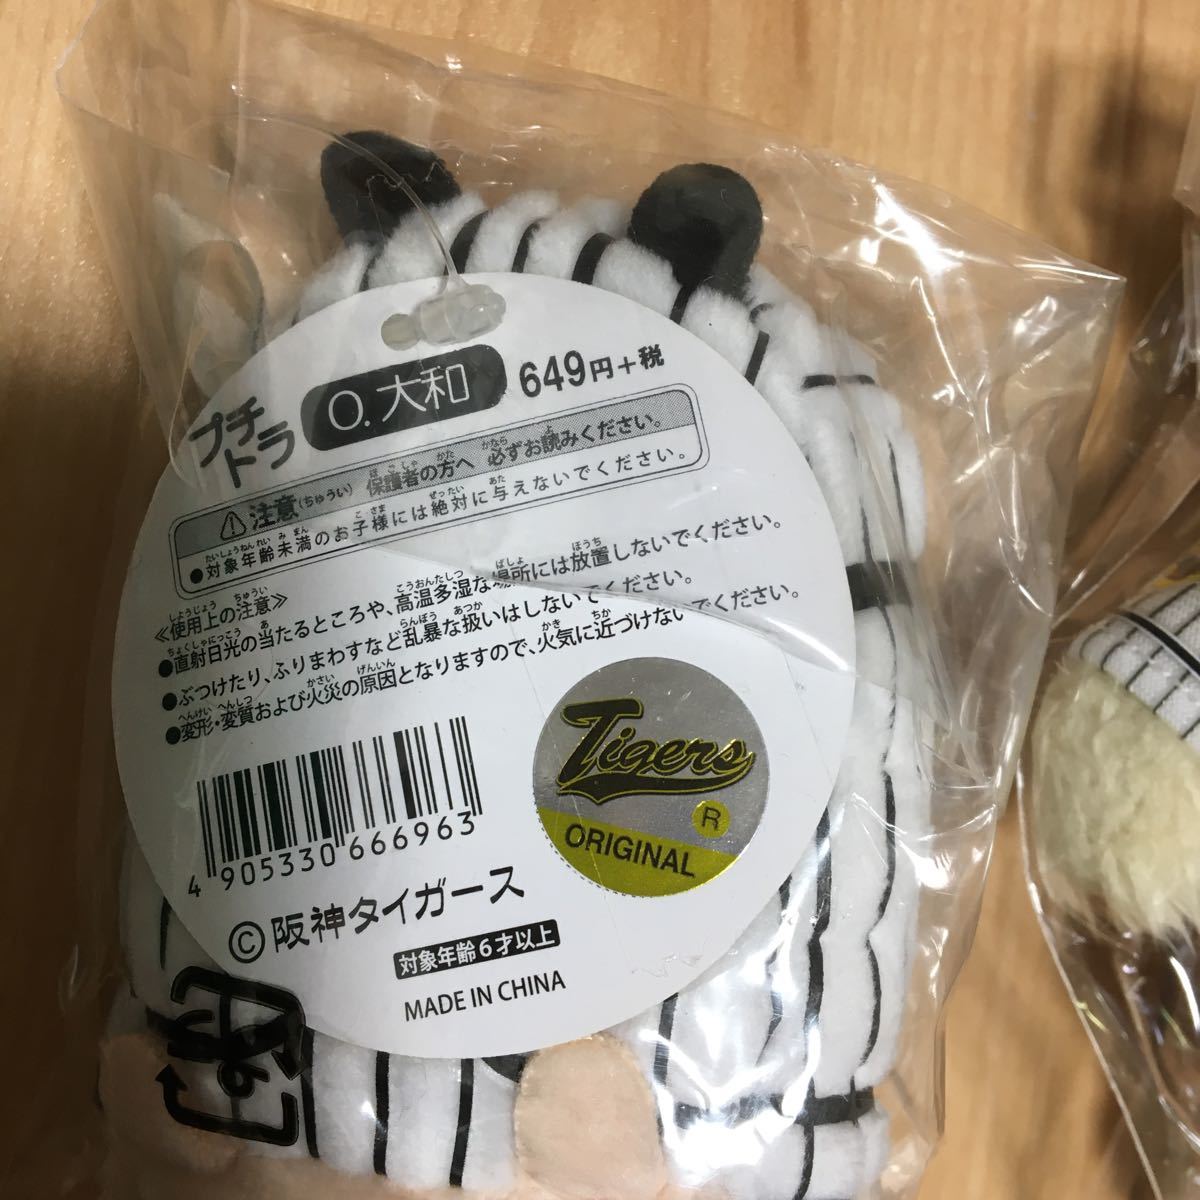 プチ
トラ
0. 大和
649円+税
⚠注意(ちゅうい) 保護者の方へ 必ずお読みください。
●対象年齢未満のお子様には絶対に与えないでください。
≪使用上の注意≫
●直射日光の当たるところや、高温多湿な場所には放置しないでください。
●ぶつけたり、ふりまわすなど乱暴な扱いはしないでください。
●変形・変質および火災の原因となりますので、火気に近づけないでください。
4 905330 666963
Tigers
R
ORIGINAL
©阪神タイガース
対象年齢6才以上
MADE IN CHINA
プラ